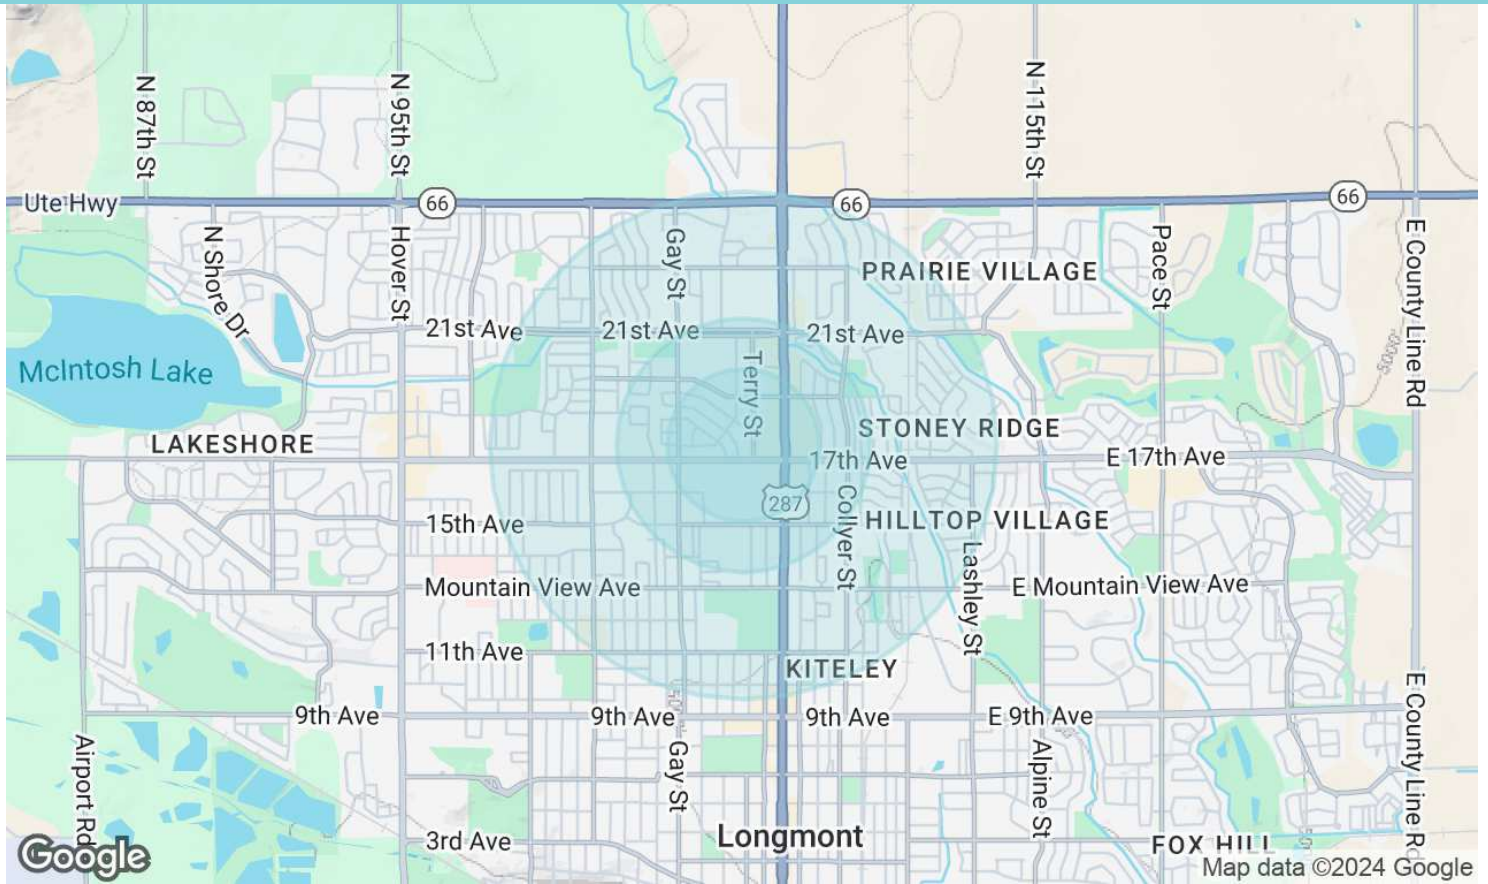 N 87th St
N 95th St
N 115th St
Ute Hwy
66
66
66
N Shore Dr
Hover St
Gay St
PRAIRIE VILLAGE
Pace St
E County Line Rd
21st Ave
21st Ave
21st Ave
McIntosh Lake
Terry St
5000'
LAKESHORE
STONEY RIDGE
17th Ave
E 17th Ave
287
15th Ave
Collyer St
HILLTOP VILLAGE
Mountain View Ave
Lashley St
E Mountain View Ave
11th Ave
KITELEY
9th Ave
9th Ave
9th Ave
E 9th Ave
E County Line Rd
Airport Rd
Gay St
Alpine St
3rd Ave
Longmont
FOX HILL
Google
Map data ©2024 Google